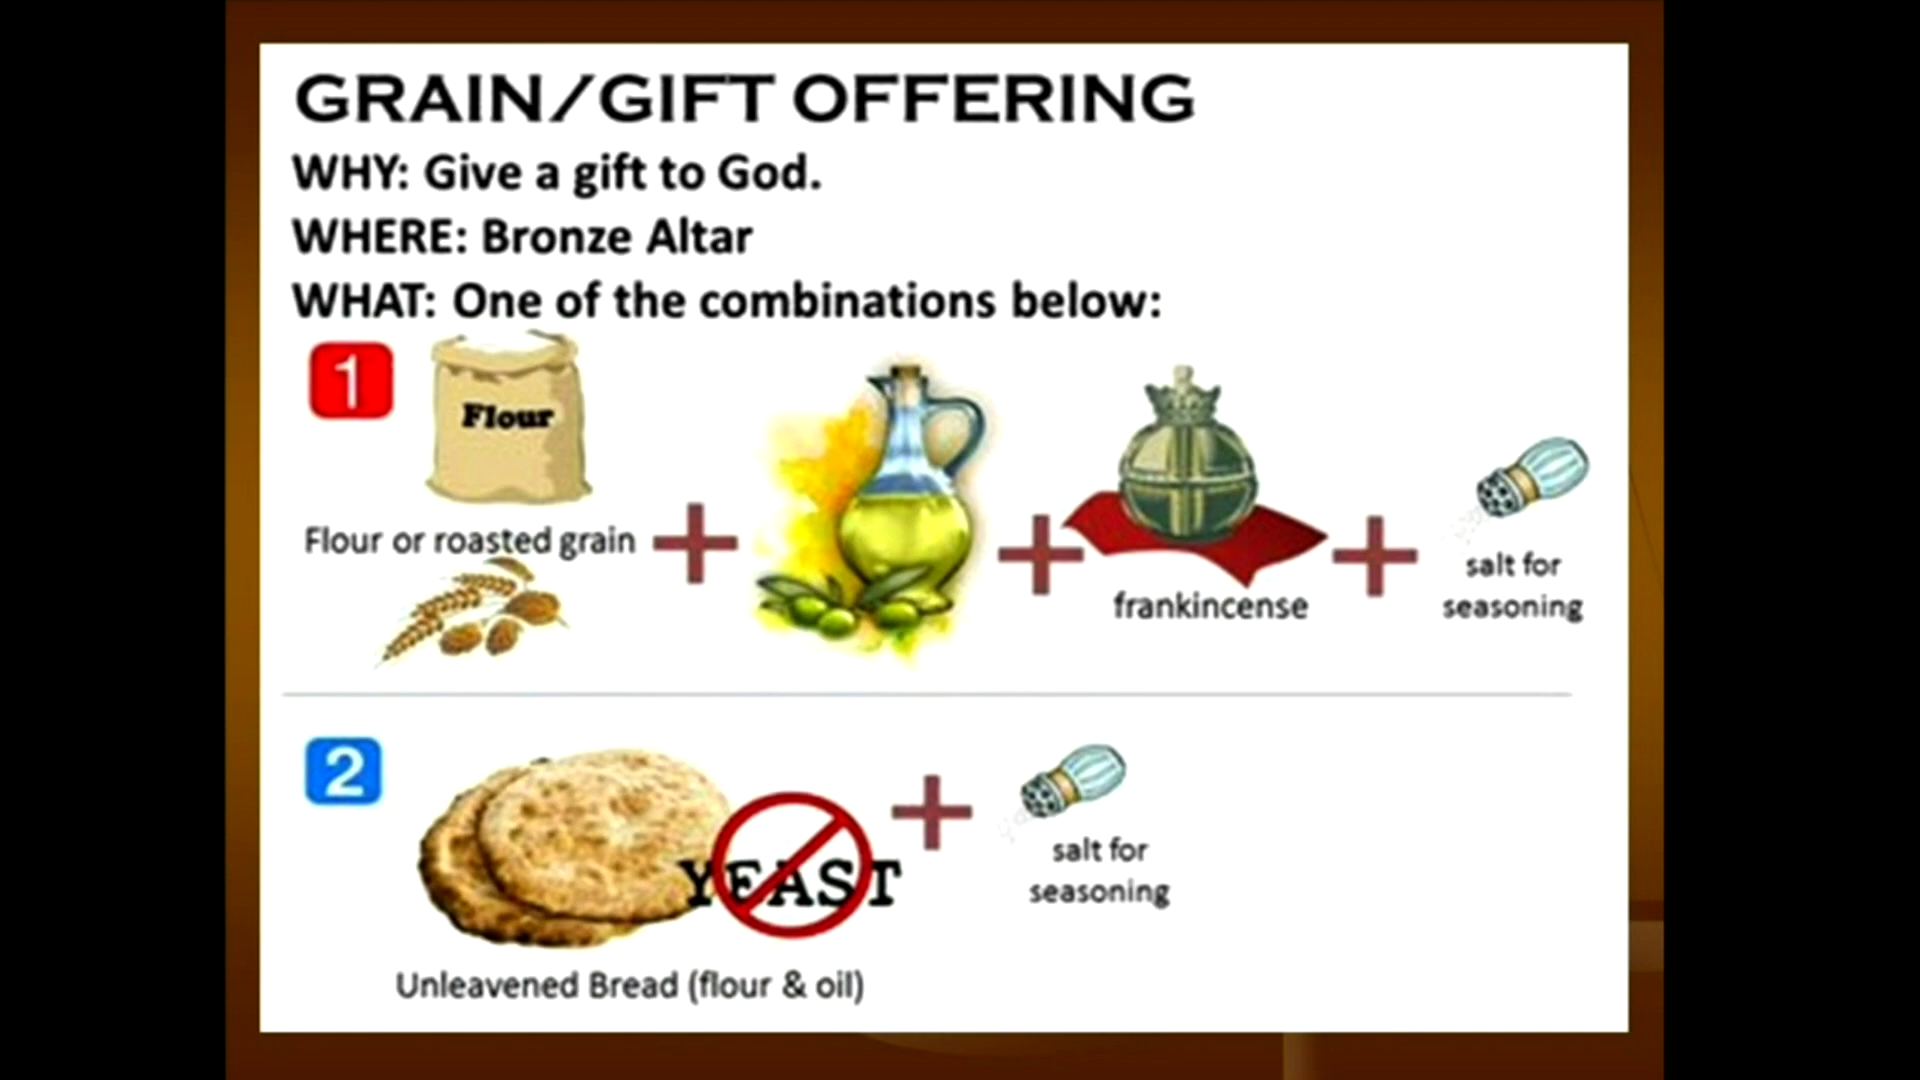 GRAIN/GIFT OFFERING
WHY: Give a gift to God.
WHERE: Bronze Altar
WHAT: One of the combinations below:
1
Flour
Flour or roasted grain
frankincense
salt for
seasoning
2
YEAST
salt for
seasoning
Unleavened Bread (flour & oil)